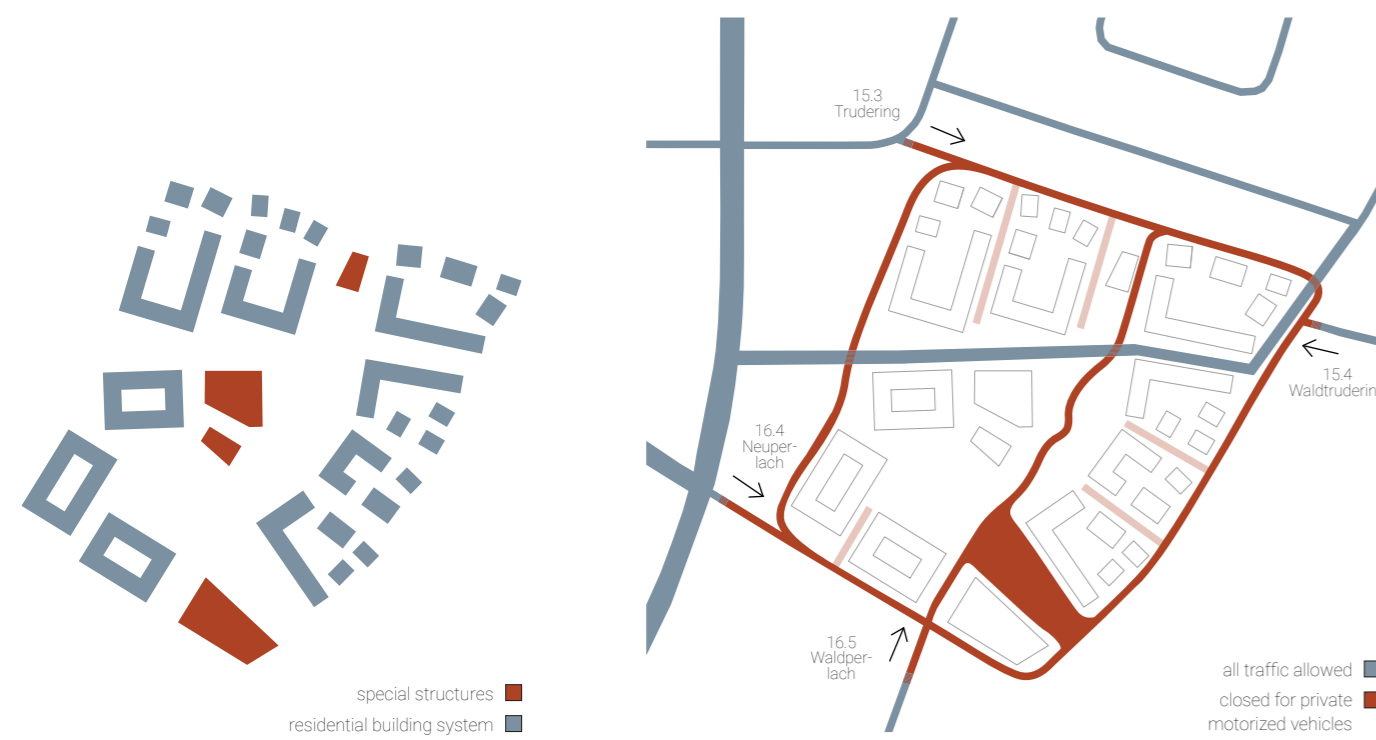 15.3
Trudering
15.4
Waldtruderin
16.4
Neuper-
lach
16.5
Waldper-
lach
special structures
residential building system
all traffic allowed
closed for private
motorized vehicles